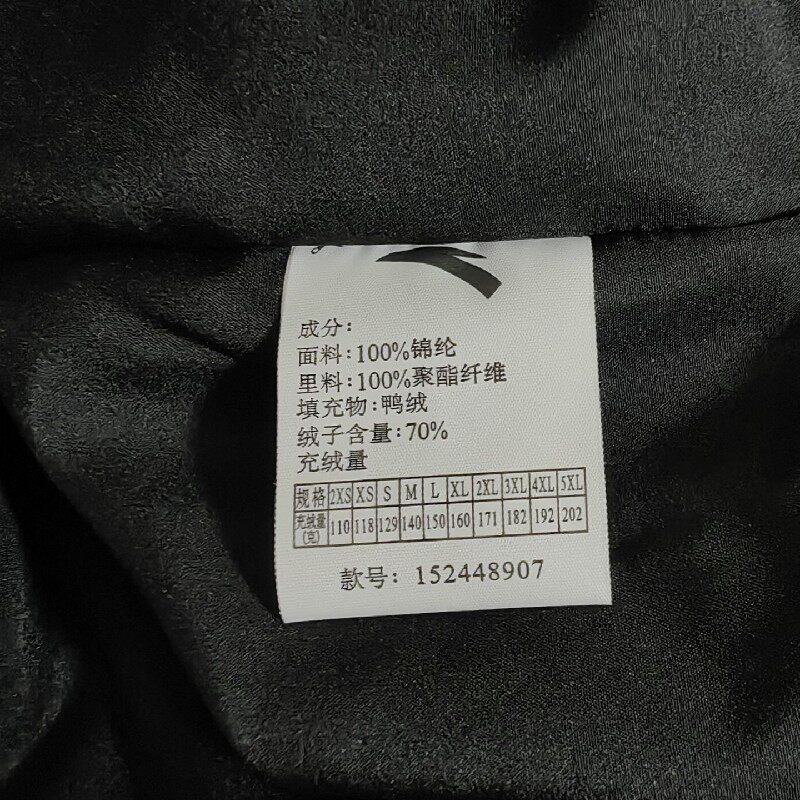 成分:
面料:100%锦纶
里料:100%聚酯纤维
填充物:鸭绒
绒子含量:70%
充绒量
规格 2XS XS S M L XL 2XL 3XL 4XL 5XL
充绒量(克) 110 118 129 140 150 160 171 182 192 202
款号: 152448907